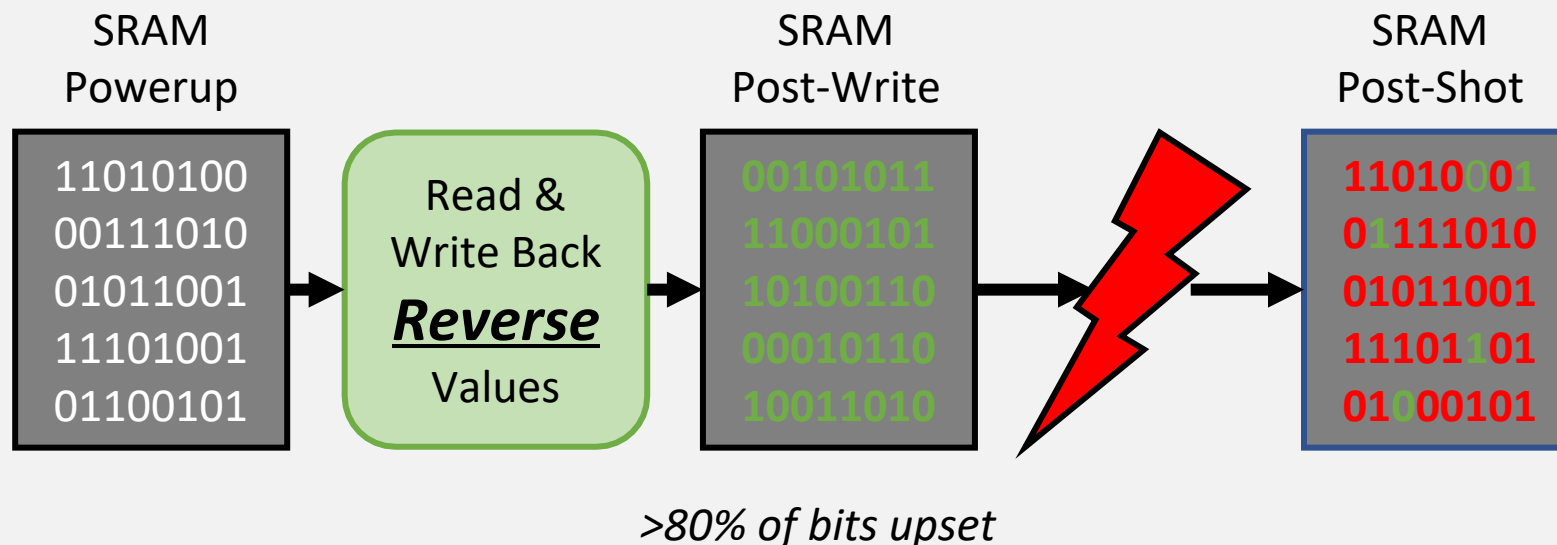 SRAM
Powerup
11010100
00111010
01011001
11101001
01100101
Read &
Write Back
Reverse
Values
SRAM
Post-Write
00101011
11000101
10100110
00010110
10011010
SRAM
Post-Shot
11010001
01111010
01011001
11101101
01000101
>80% of bits upset